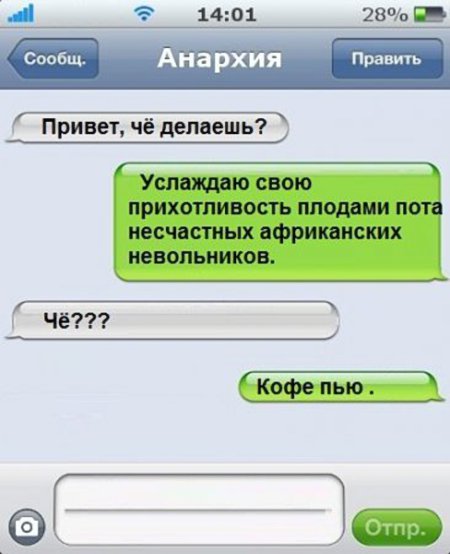 14:01 28%
Сообщ. Анархия Править
Привет, чё делаешь?
Услаждаю свою
прихотливость плодами пота
несчастных африканских
невольников.
Чё???
Кофе пью .
Отпр.